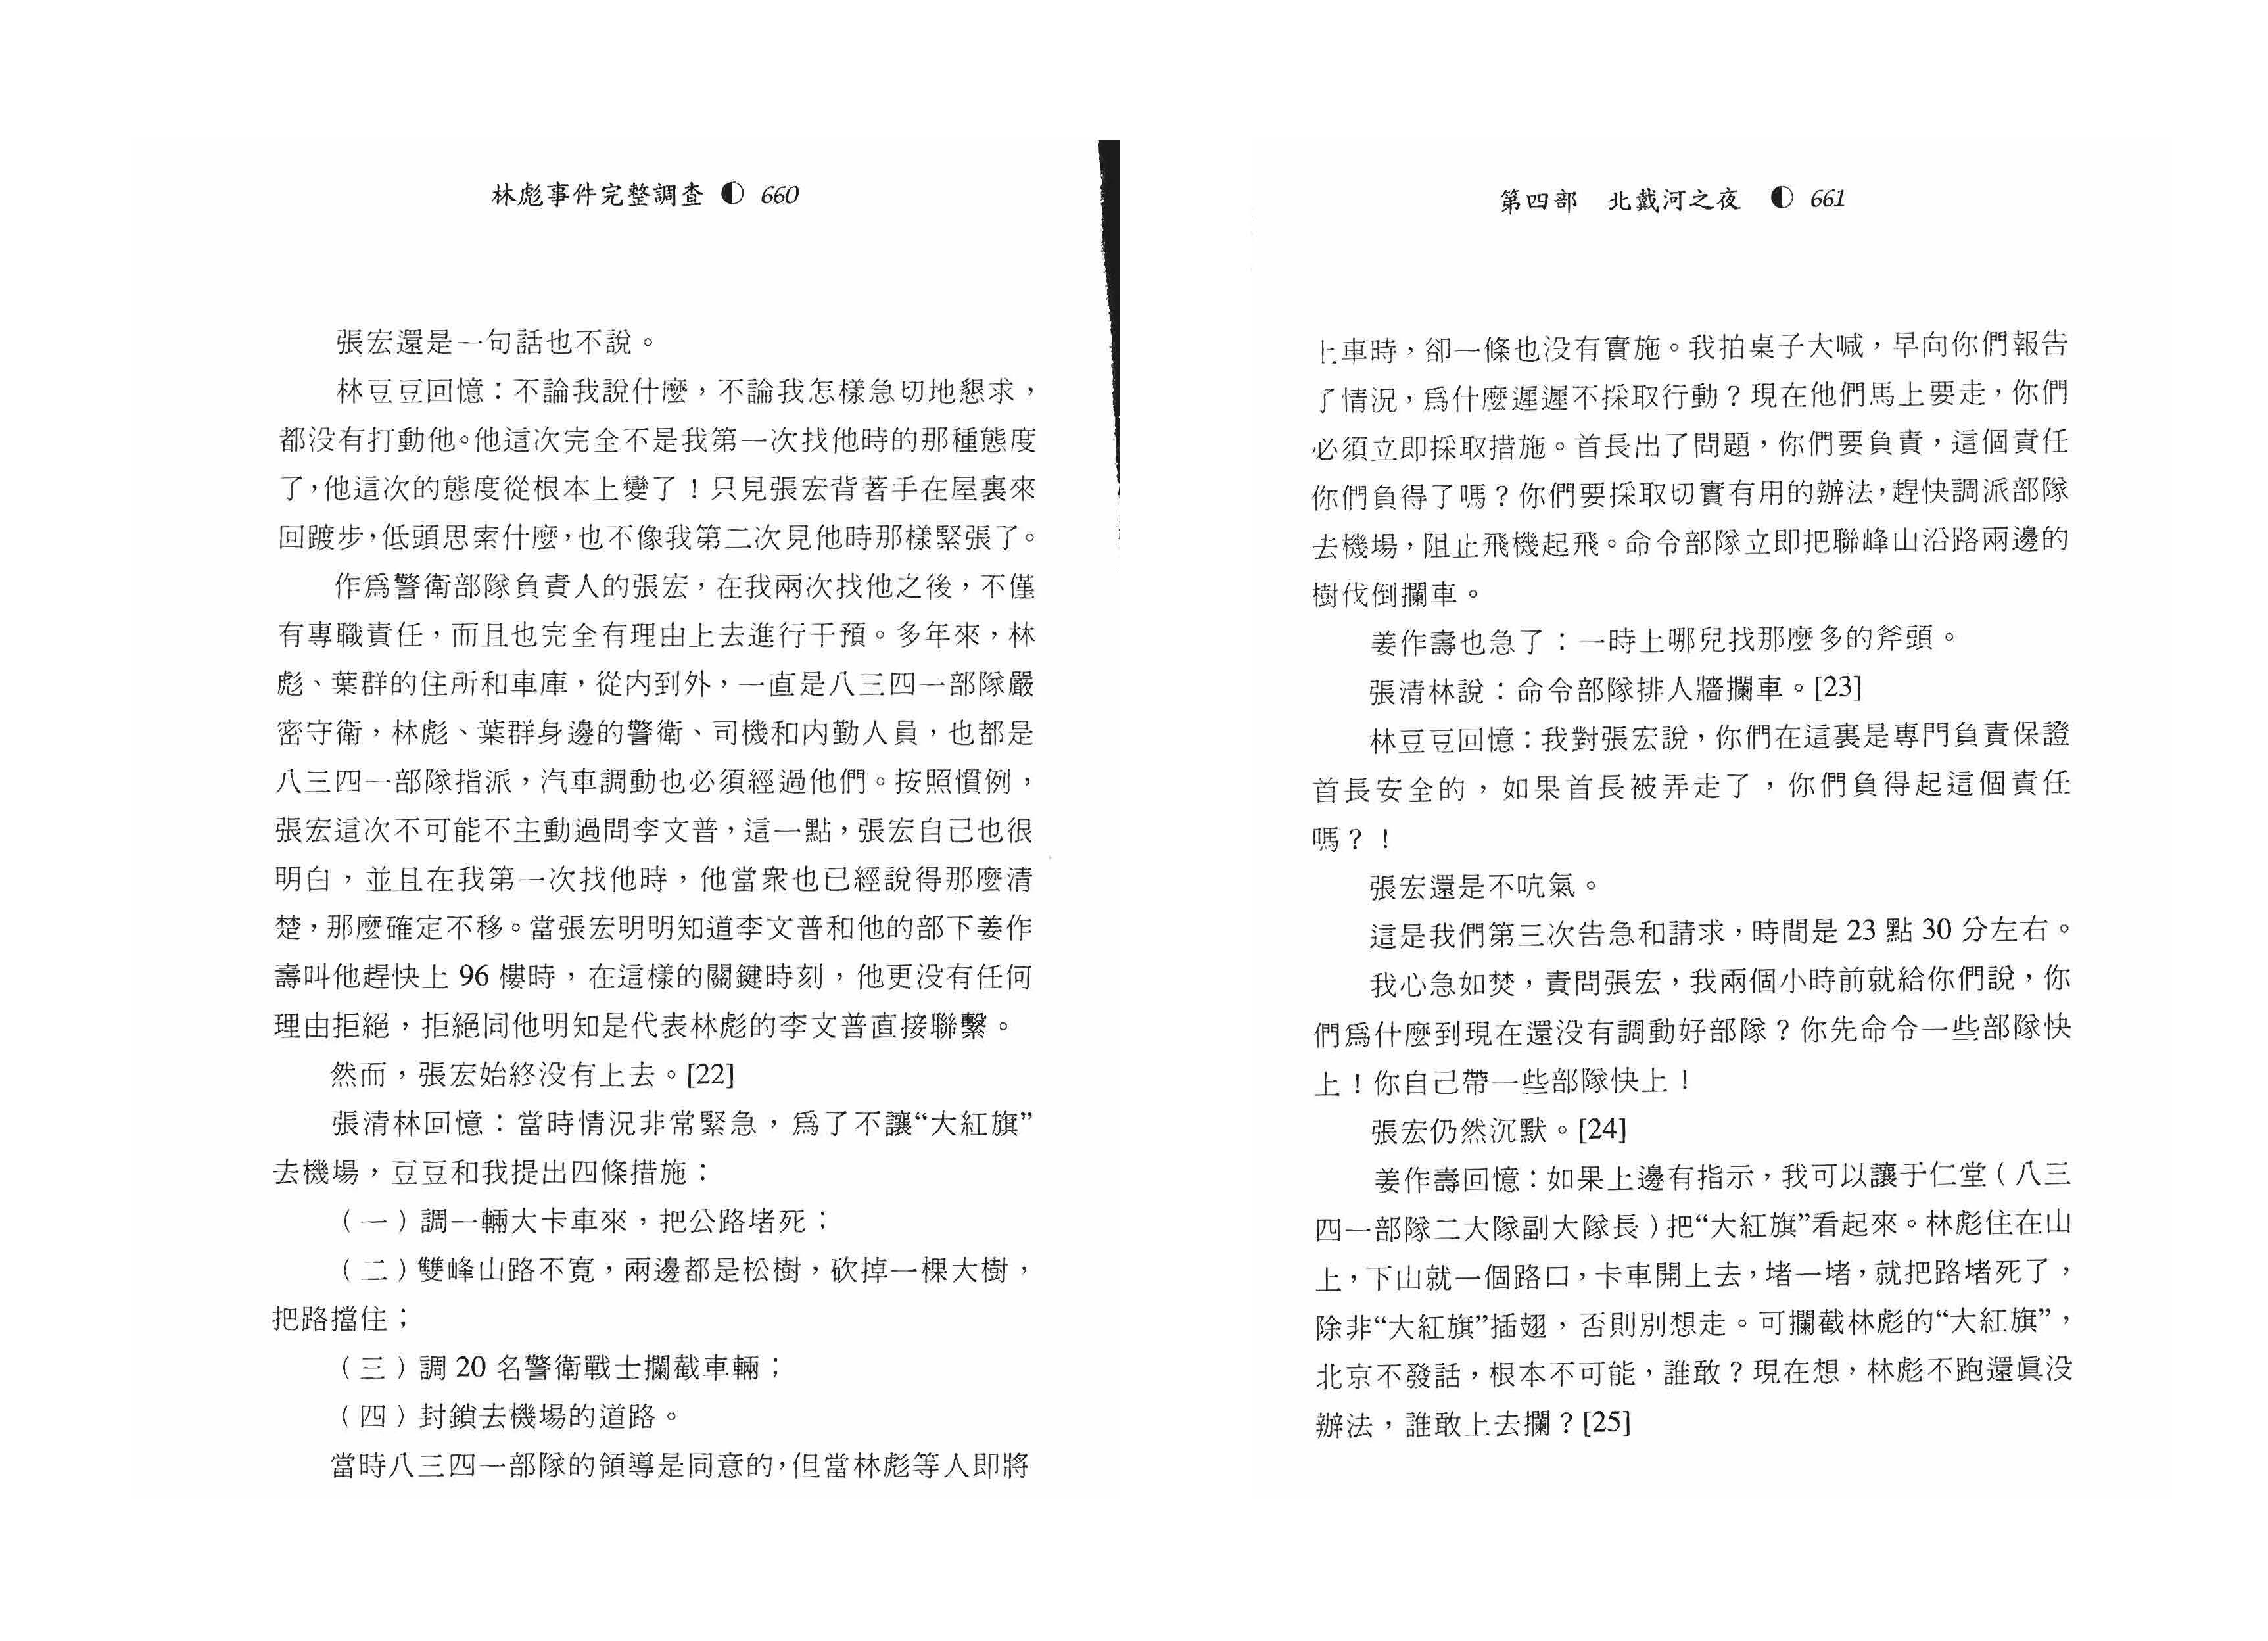 林彪事件完整調查 ◐ 660
張宏還是一句話也不說。
林豆豆回憶：不論我說什麼，不論我怎樣急切地懇求，
都没有打動他。他這次完全不是我第一次找他時的那種態度
了，他這次的態度從根本上變了！只見張宏背著手在屋裏來
回踱步，低頭思索什麼，也不像我第二次見他時那樣緊張了。
作爲警衛部隊負責人的張宏，在我兩次找他之後，不僅
有專職責任，而且也完全有理由上去進行干預。多年來，林
彪、葉群的住所和車庫，從内到外，一直是八三四一部隊嚴
密守衛，林彪、葉群身邊的警衛、司機和内勤人員，也都是
八三四一部隊指派，汽車調動也必須經過他們。按照慣例，
張宏這次不可能不主動過問李文普，這一點，張宏自己也很
明白，並且在我第一次找他時，他當衆也已經說得那麼清
楚，那麼確定不移。當張宏明明知道李文普和他的部下姜作
壽叫他趕快上 96 樓時，在這樣的關鍵時刻，他更没有任何
理由拒絕，拒絕同他明知是代表林彪的李文普直接聯繫。
然而，張宏始終没有上去。[22]
張清林回憶：當時情況非常緊急，爲了不讓“大紅旗”
去機場，豆豆和我提出四條措施：
（一）調一輛大卡車來，把公路堵死；
（二）雙峰山路不寬，兩邊都是松樹，砍掉一棵大樹，
把路擋住；
（三）調 20 名警衛戰士攔截車輛；
（四）封鎖去機場的道路。
當時八三四一部隊的領導是同意的，但當林彪等人即將
第四部　北戴河之夜 ◐ 661
上車時，卻一條也没有實施。我拍桌子大喊，早向你們報告
了情況，爲什麼遲遲不採取行動？現在他們馬上要走，你們
必須立即採取措施。首長出了問題，你們要負責，這個責任
你們負得了嗎？你們要採取切實有用的辦法，趕快調派部隊
去機場，阻止飛機起飛。命令部隊立即把聯峰山沿路兩邊的
樹伐倒攔車。
姜作壽也急了：一時上哪兒找那麼多的斧頭。
張清林說：命令部隊排人牆攔車。[23]
林豆豆回憶：我對張宏說，你們在這裏是專門負責保證
首長安全的，如果首長被弄走了，你們負得起這個責任
嗎？！
張宏還是不吭氣。
這是我們第三次告急和請求，時間是 23 點 30 分左右。
我心急如焚，責問張宏，我兩個小時前就給你們說，你
們爲什麼到現在還没有調動好部隊？你先命令一些部隊快
上！你自己帶一些部隊快上！
張宏仍然沉默。[24]
姜作壽回憶：如果上邊有指示，我可以讓于仁堂（八三
四一部隊二大隊副大隊長）把“大紅旗”看起來。林彪住在山
上，下山就一個路口，卡車開上去，堵一堵，就把路堵死了，
除非“大紅旗”插翅，否則別想走。可攔截林彪的“大紅旗”，
北京不發話，根本不可能，誰敢？現在想，林彪不跑還眞没
辦法，誰敢上去攔？[25]